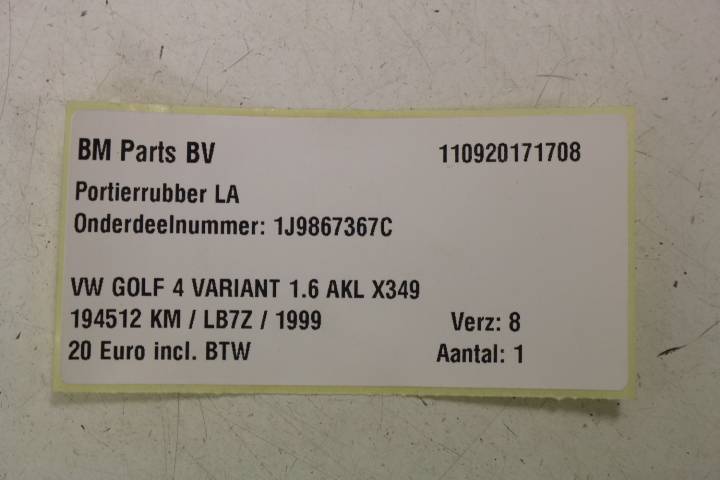 BM Parts BV 110920171708
Portierrubber LA
Onderdeelnummer: 1J9867367C
VW GOLF 4 VARIANT 1.6 AKL X349
194512 KM / LB7Z / 1999 Verz: 8
20 Euro incl. BTW Aantal: 1